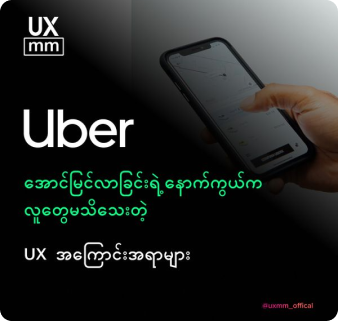 UX
mm
Uber
အောင်မြင်လာခြင်းရဲ့နောက်ကွယ်က
လူတွေမသိသေးတဲ့
UX အကြောင်းအရာများ
@uxmm_offical